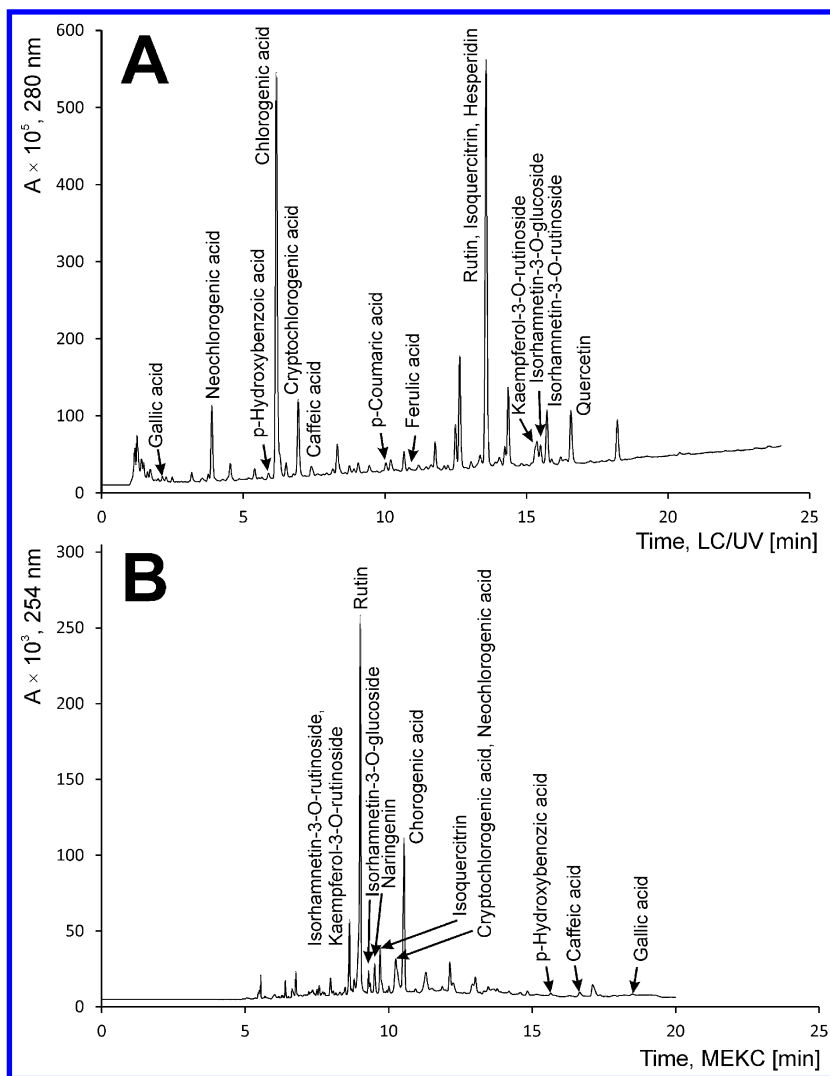 A
A × 10⁵, 280 nm
600
500
400
300
200
100
0
Gallic acid
Neochlorogenic acid
p-Hydroxybenzoic acid
Chlorogenic acid
Cryptochlorogenic acid
Caffeic acid
p-Coumaric acid
Ferulic acid
Rutin, Isoquercitrin, Hesperidin
Kaempferol-3-O-rutinoside
Isorhamnetin-3-O-glucoside
Isorhamnetin-3-O-rutinoside
Quercetin
0 5 10 15 20 25
Time, LC/UV [min]
B
A × 10³, 254 nm
300
250
200
150
100
50
0
Isorhamnetin-3-O-rutinoside,
Kaempferol-3-O-rutinoside
Rutin
Isorhamnetin-3-O-glucoside
Naringenin
Chorogenic acid
Isoquercitrin
Cryptochlorogenic acid, Neochlorogenic acid
p-Hydroxybenozic acid
Caffeic acid
Gallic acid
0 5 10 15 20 25
Time, MEKC [min]